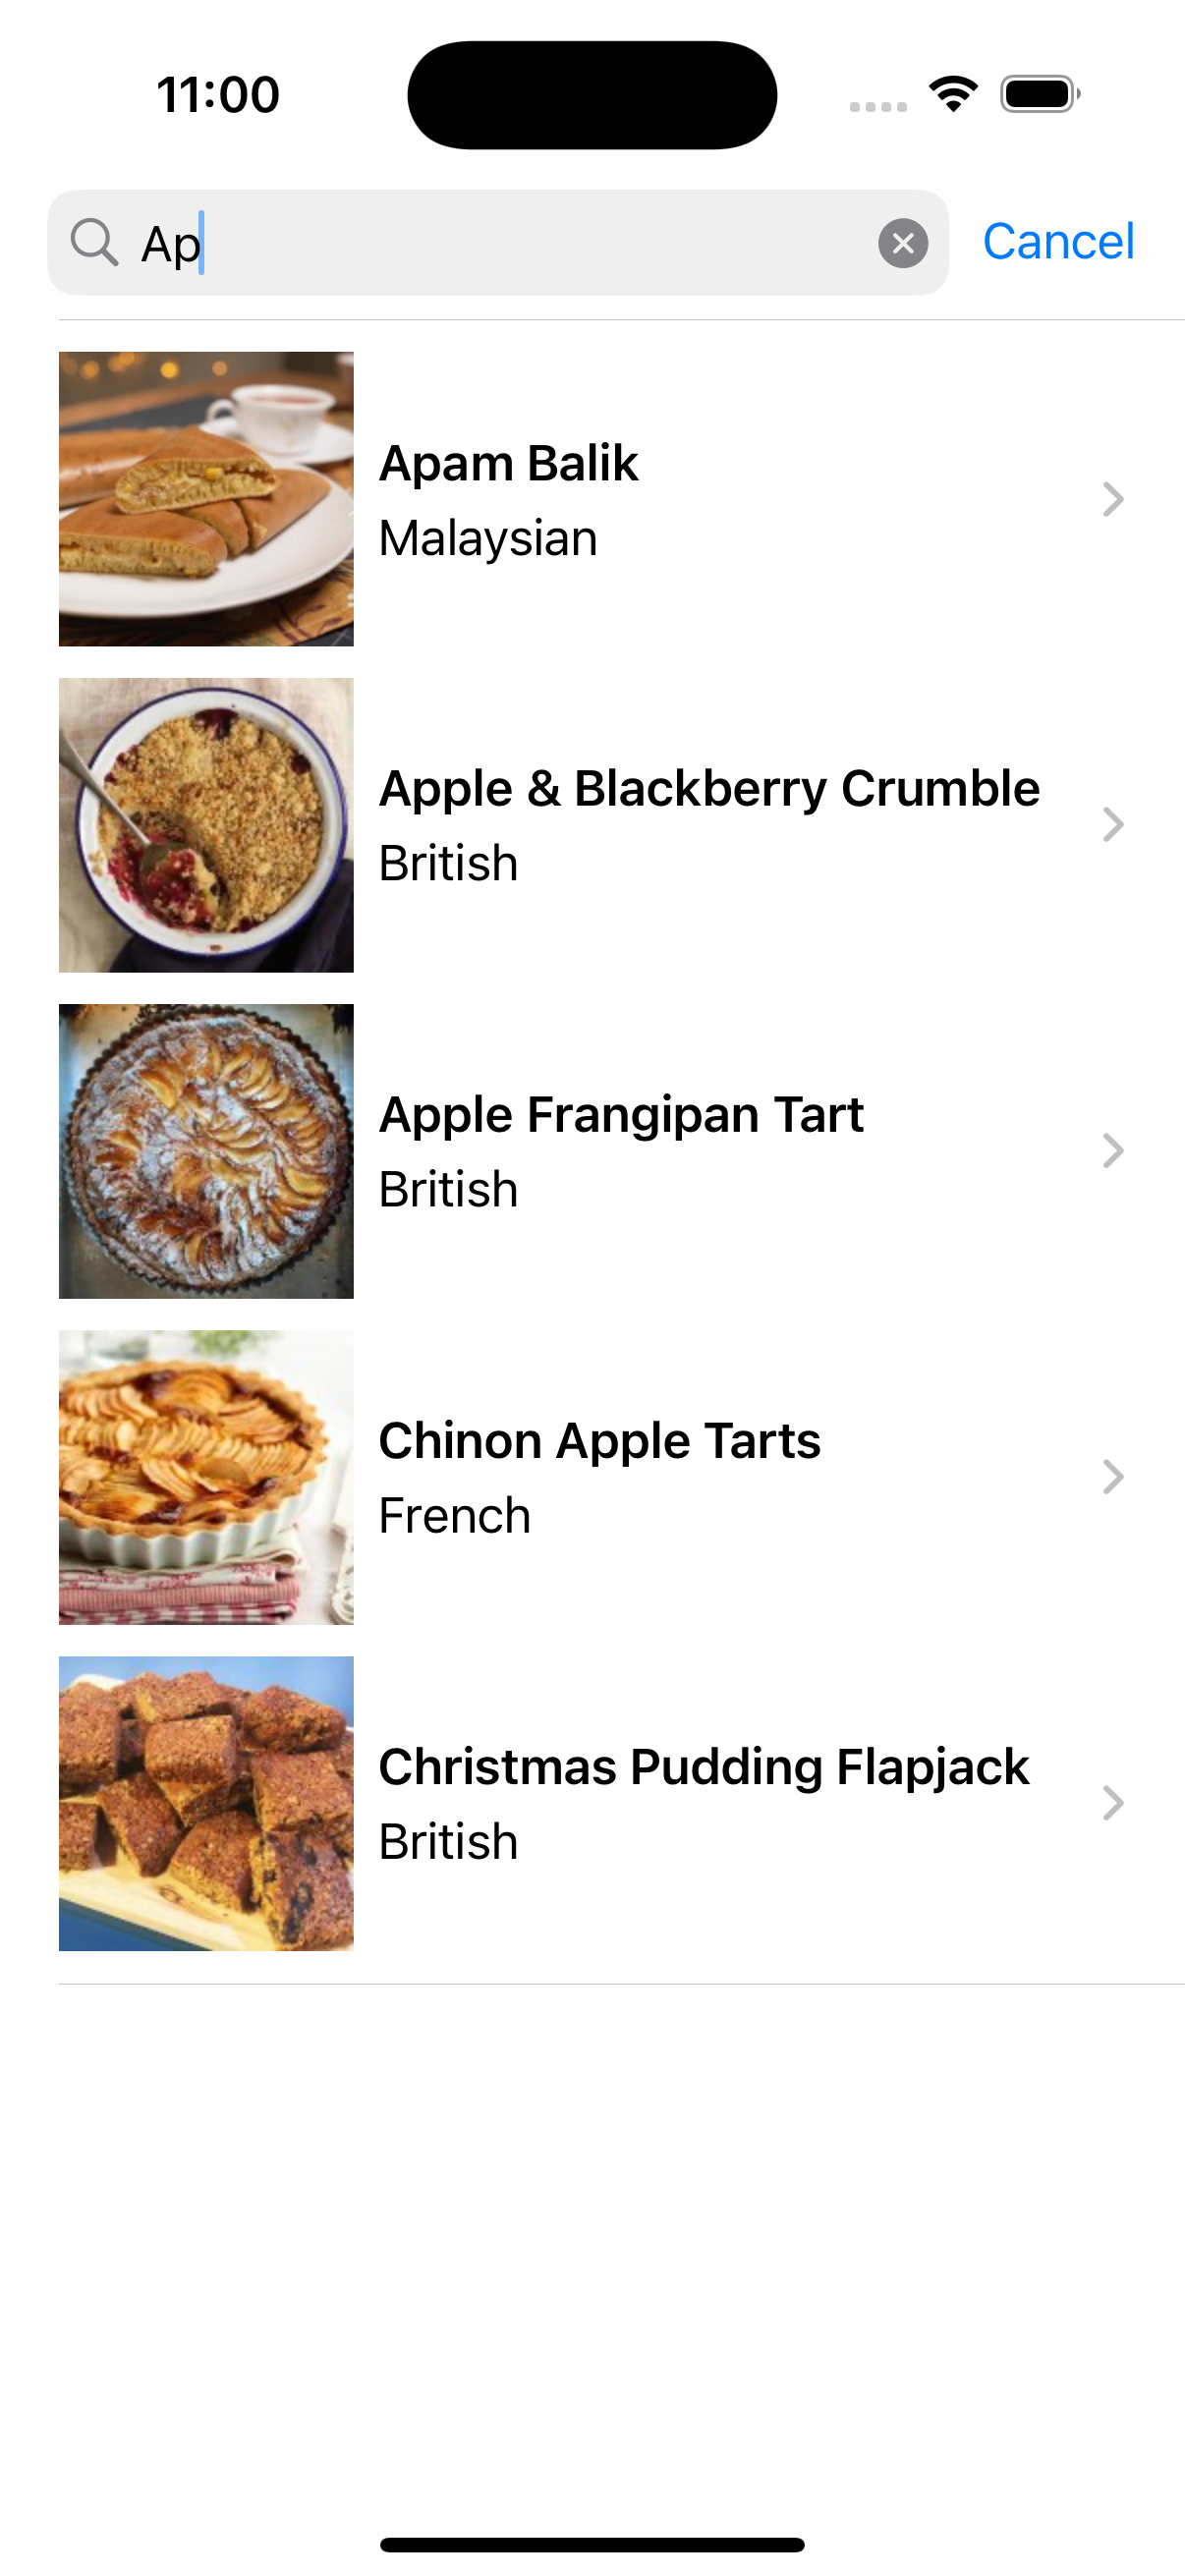 11:00
Ap
Cancel
Apam Balik
Malaysian
Apple & Blackberry Crumble
British
Apple Frangipan Tart
British
Chinon Apple Tarts
French
Christmas Pudding Flapjack
British